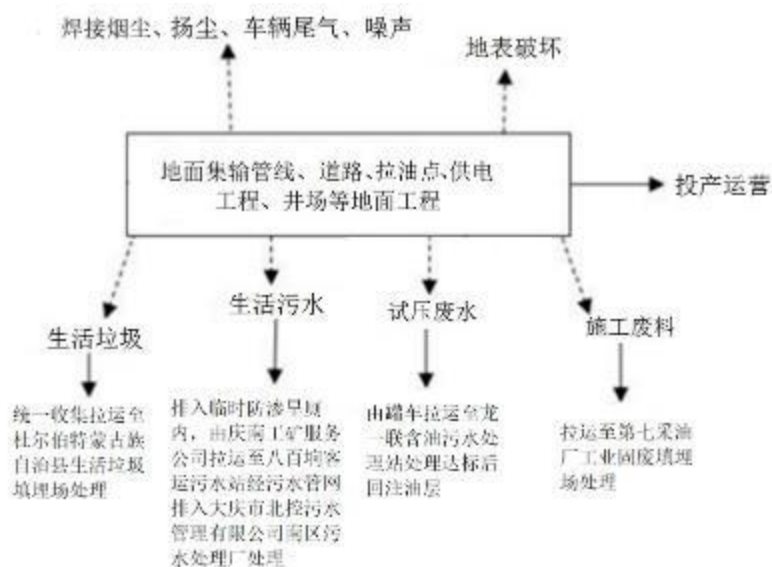 焊接烟尘、扬尘、车辆尾气、噪声
地表破坏
地面集输管线、道路、拉油点、供电
工程、井场等地面工程
投产运营
生活垃圾
生活污水
试压废水
施工废料
统一收集拉运至
杜尔伯特蒙古族
自治县生活垃圾
填埋场处理
排入临时防渗旱厕
内，由庆南工矿服务
公司拉运至八百垧客
运污水站经污水管网
排入大庆市北控污水
管理有限公司南区污
水处理厂处理
由罐车拉运至龙
一联含油污水处
理站处理达标后
回注油层
拉运至第七采油
厂工业固废填埋
场处理